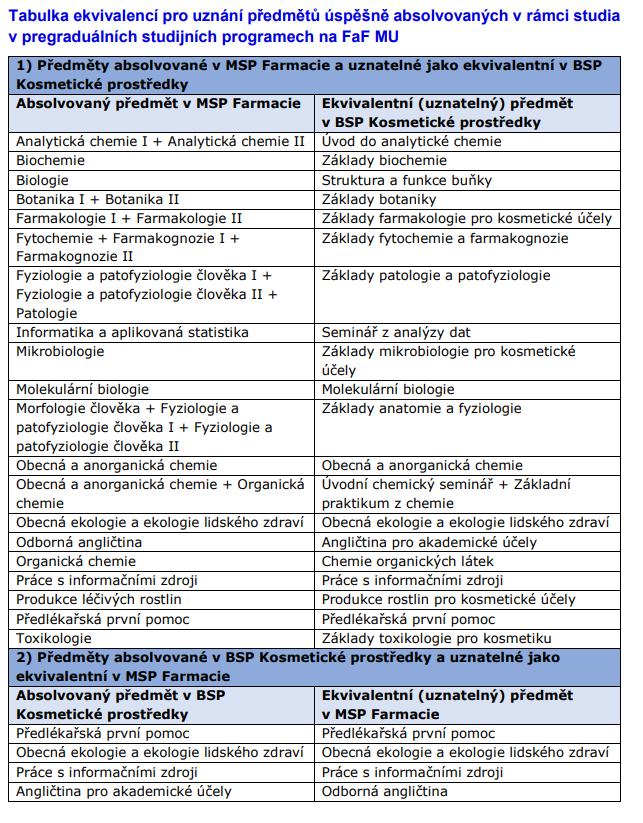 Tabulka ekvivalencí pro uznání předmětů úspěšně absolvovaných v rámci studia
v pregraduálních studijních programech na FaF MU
1) Předměty absolvované v MSP Farmacie a uznatelné jako ekvivalentní v BSP
Kosmetické prostředky
Absolvovaný předmět v MSP Farmacie
Ekvivalentní (uznatelný) předmět
v BSP Kosmetické prostředky
Analytická chemie I + Analytická chemie II
Úvod do analytické chemie
Biochemie
Základy biochemie
Biologie
Struktura a funkce buňky
Botanika I + Botanika II
Základy botaniky
Farmakologie I + Farmakologie II
Základy farmakologie pro kosmetické účely
Fytochemie + Farmakognozie I +
Farmakognozie II
Základy fytochemie a farmakognozie
Fyziologie a patofyziologie člověka I +
Fyziologie a patofyziologie člověka II +
Patologie
Základy patologie a patofyziologie
Informatika a aplikovaná statistika
Seminář z analýzy dat
Mikrobiologie
Základy mikrobiologie pro kosmetické
účely
Molekulární biologie
Molekulární biologie
Morfologie člověka + Fyziologie a
patofyziologie člověka I + Fyziologie a
patofyziologie člověka II
Základy anatomie a fyziologie
Obecná a anorganická chemie
Obecná a anorganická chemie
Obecná a anorganická chemie + Organická
chemie
Úvodní chemický seminář + Základní
praktikum z chemie
Obecná ekologie a ekologie lidského zdraví
Obecná ekologie a ekologie lidského zdraví
Odborná angličtina
Angličtina pro akademické účely
Organická chemie
Chemie organických látek
Práce s informačními zdroji
Práce s informačními zdroji
Produkce léčivých rostlin
Produkce rostlin pro kosmetické účely
Předlékařská první pomoc
Předlékařská první pomoc
Toxikologie
Základy toxikologie pro kosmetiku
2) Předměty absolvované v BSP Kosmetické prostředky a uznatelné jako
ekvivalentní v MSP Farmacie
Absolvovaný předmět v BSP
Kosmetické prostředky
Ekvivalentní (uznatelný) předmět
v MSP Farmacie
Předlékařská první pomoc
Předlékařská první pomoc
Obecná ekologie a ekologie lidského zdraví
Obecná ekologie a ekologie lidského zdraví
Práce s informačními zdroji
Práce s informačními zdroji
Angličtina pro akademické účely
Odborná angličtina